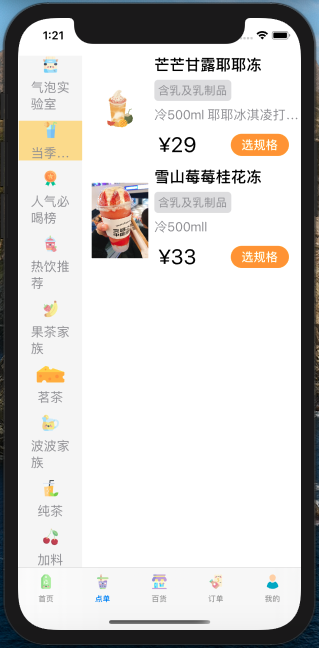 1:21
气泡实
验室
当季…
人气必
喝榜
热饮推
荐
果茶家
族
茗茶
波波家
族
纯茶
加料
芒芒甘露耶耶冻
含乳及乳制品
冷500ml 耶耶冰淇凌打…
¥29
选规格
雪山莓莓桂花冻
含乳及乳制品
冷500mll
¥33
选规格
首页
点单
百货
订单
我的